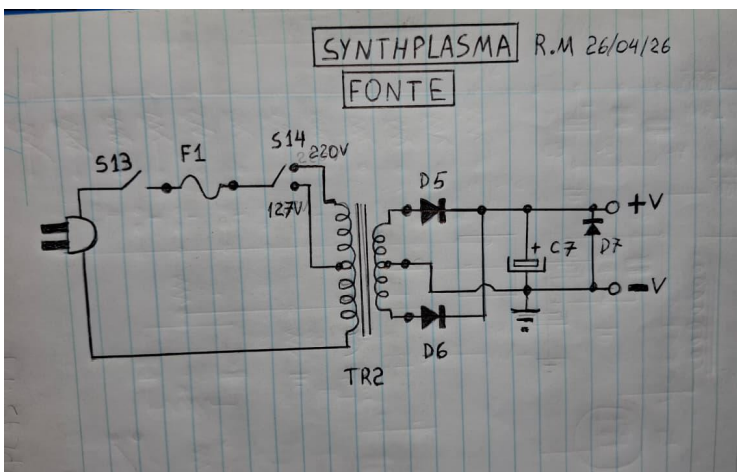 SYNTHPLASMA R.M 26/04/26
FONTE
S13
F1
S14
220V
127V
D5
+V
+ C7
D7
-V
D6
TR2